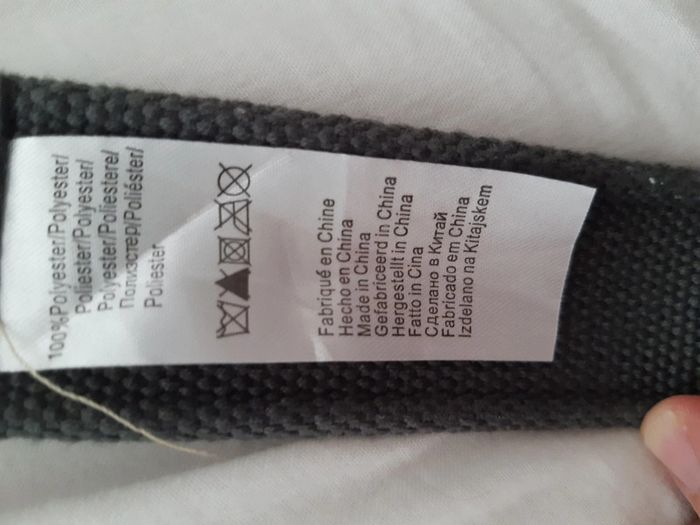 100%Polyester/Polyester/
Poliester/Polyester/
Polyester/Poliestere/
Полиэстер/Poliéster/
Poliester
Fabriqué en Chine
Hecho en China
Made in China
Gefabriceerd in China
Hergestellt in China
Fatto in Cina
Сделано в Китай
Fabricado em China
Izdelano na Kitajskem